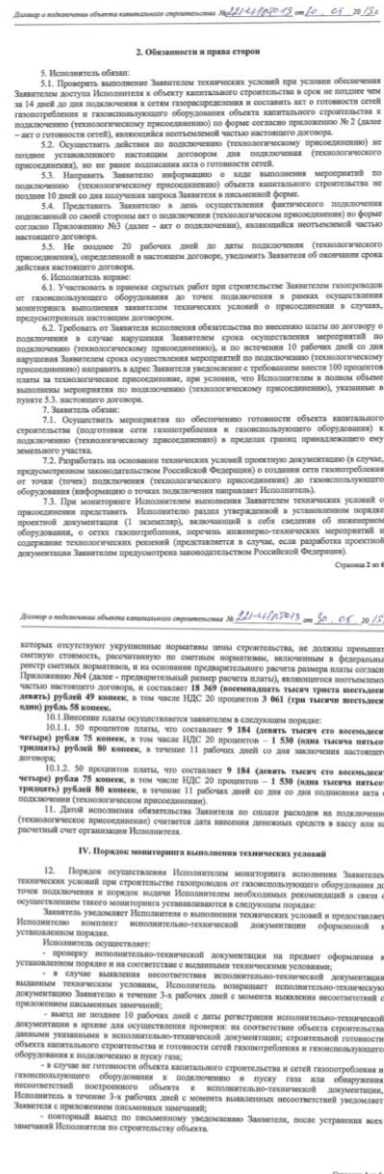 Договор о подключении объекта капитального строительства № от 20 г.
2. Обязанности и права сторон
5. Исполнитель обязан:
5.1. Проверить выполнение Заявителем технических условий при условии обеспечения
Заявителем доступа Исполнителя к объекту капитального строительства в срок не позднее чем
за 14 дней до дня подключения к сетям газораспределения и составить акт о готовности сетей
газопотребления и газоиспользующего оборудования объекта капитального строительства к
подключению (технологическому присоединению) по форме согласно приложению № 2 (далее
– акт о готовности сетей), являющийся неотъемлемой частью настоящего договора.
5.2. Осуществить действия по подключению (технологическому присоединению) не
позднее установленного настоящим договором дня подключения (технологического
присоединения), но не ранее подписания акта о готовности сетей.
5.3. Направить Заявителю информацию о ходе выполнения мероприятий по
подключению (технологическому присоединению) объекта капитального строительства не
позднее 10 дней со дня получения запроса Заявителя в письменной форме.
5.4. Представить Заявителю в день осуществления фактического подключения
подписанный со своей стороны акт о подключении (технологическом присоединении) по форме
согласно Приложению №3 (далее - акт о подключении), являющийся неотъемлемой частью
настоящего договора.
5.5. Не позднее 20 рабочих дней до даты подключения (технологического
присоединения), определенной в настоящем договоре, уведомить Заявителя об окончании срока
действия настоящего договора.
6. Исполнитель вправе:
6.1. Участвовать в приемке скрытых работ при строительстве Заявителем газопроводов
от газоиспользующего оборудования до точек подключения в рамках осуществления
мониторинга выполнения заявителем технических условий о присоединении в случаях,
предусмотренных настоящим договором.
6.2. Требовать от Заявителя исполнения обязательства по внесению платы по договору о
подключении в случае нарушения Заявителем срока осуществления мероприятий по
подключению (технологическому присоединению), и по истечении 10 рабочих дней со дня
нарушения Заявителем срока осуществления мероприятий по подключению (технологическому
присоединению) направить в адрес Заявителя уведомление с требованием внести 100 процентов
платы за технологическое присоединение, при условии, что Исполнителем в полном объеме
выполнены мероприятия по подключению (технологическому присоединению), указанные в
пункте 5.3. настоящего договора.
7. Заявитель обязан:
7.1. Осуществить мероприятия по обеспечению готовности объекта капитального
строительства (подготовки сети газопотребления и газоиспользующего оборудования) к
подключению (технологическому присоединению) в пределах границ принадлежащего ему
земельного участка.
7.2. Разработать на основании технических условий проектную документацию (в случае,
предусмотренном законодательством Российской Федерации) о создании сети газопотребления
от точки (точек) подключения (технологического присоединения) до газоиспользующего
оборудования (информацию о точках подключения направляет Исполнитель).
7.3. При мониторинге Исполнителем выполнения Заявителем технических условий о
присоединении представить Исполнителю раздел утвержденной в установленном порядке
проектной документации (1 экземпляр), включающий в себя сведения об инженерном
оборудовании, о сетях газопотребления, перечень инженерно-технических мероприятий и
содержание технологических решений (представляется в случае, если разработка проектной
документации Заявителем предусмотрена законодательством Российской Федерации).
Страница 2 из 6
Договор о подключении объекта капитального строительства № от 20 г.
которых отсутствуют укрупненные нормативы цены строительства, не должны превышат
сметную стоимость, рассчитанную по сметным нормативам, включенным в федеральны
реестр сметных нормативов, и на основании предварительного расчета размера платы согласн
Приложению №4 (далее - предварительный размер расчета платы), являющегося неотъемлемо
частью настоящего договора, и составляет 18 369 (восемнадцать тысяч триста шестьдеся
девять) рублей 49 копеек, в том числе НДС 20 процентов 3 061 (три тысячи шестьдеся
один) рубль 58 копеек.
10.1.Внесение платы осуществляется заявителем в следующем порядке:
10.1.1. 50 процентов платы, что составляет 9 184 (девять тысяч сто восемьдеся
четыре) рубля 75 копеек, в том числе НДС 20 процентов – 1 530 (одна тысяча пятьсо
тридцать) рублей 80 копеек, в течение 11 рабочих дней со дня заключения настоящег
договора;
10.1.2. 50 процентов платы, что составляет 9 184 (девять тысяч сто восемьдеся
четыре) рубля 75 копеек, в том числе НДС 20 процентов – 1 530 (одна тысяча пятьсо
тридцать) рублей 80 копеек, в течение 11 рабочих дней со дня со дня подписания акта о
подключении (технологическом присоединении).
11. Датой исполнения обязательства Заявителя по оплате расходов на подключение
(технологическое присоединение) считается дата внесения денежных средств в кассу или на
расчетный счет организации Исполнителя.
IV. Порядок мониторинга выполнения технических условий
12. Порядок осуществления Исполнителем мониторинга исполнения Заявителем
технических условий при строительстве газопроводов от газоиспользующего оборудования до
точек подключения и порядок выдачи Исполнителем необходимых рекомендаций в связи с
осуществлением такого мониторинга устанавливаются в следующем порядке:
Заявитель уведомляет Исполнителя о выполнении технических условий и предоставляет
Исполнителю комплект исполнительно-технической документации оформленной в
установленном порядке.
Исполнитель осуществляет:
- проверку исполнительно-технической документации на предмет оформления в
установленном порядке и на соответствие с выданными техническими условиями;
- в случае выявления несоответствия исполнительно-технической документации
выданным техническим условиям, Исполнитель возвращает исполнительно-техническую
документацию Заявителю в течение 3-х рабочих дней с момента выявления несоответствий с
приложением письменных замечаний;
- выезд не позднее 10 рабочих дней с даты регистрации исполнительно-технической
документации в архиве для осуществления проверки: на соответствие объекта строительства
данными указанными в исполнительно-технической документации; строительной готовности
объекта капитального строительства и готовности сетей газопотребления и газоиспользующего
оборудования к подключению и пуску газа;
- в случае не готовности объекта капитального строительства и сетей газопотребления и
газоиспользующего оборудования к подключению и пуску газа или обнаружения
несоответствий построенного объекта к исполнительно-технической документации,
Исполнитель в течение 3-х рабочих дней с момента выявленных несоответствий уведомляет
Заявителя с приложением письменных замечаний;
- повторный выезд по письменному уведомлению Заявителя, после устранения всех
замечаний Исполнителя по строительству объекта.